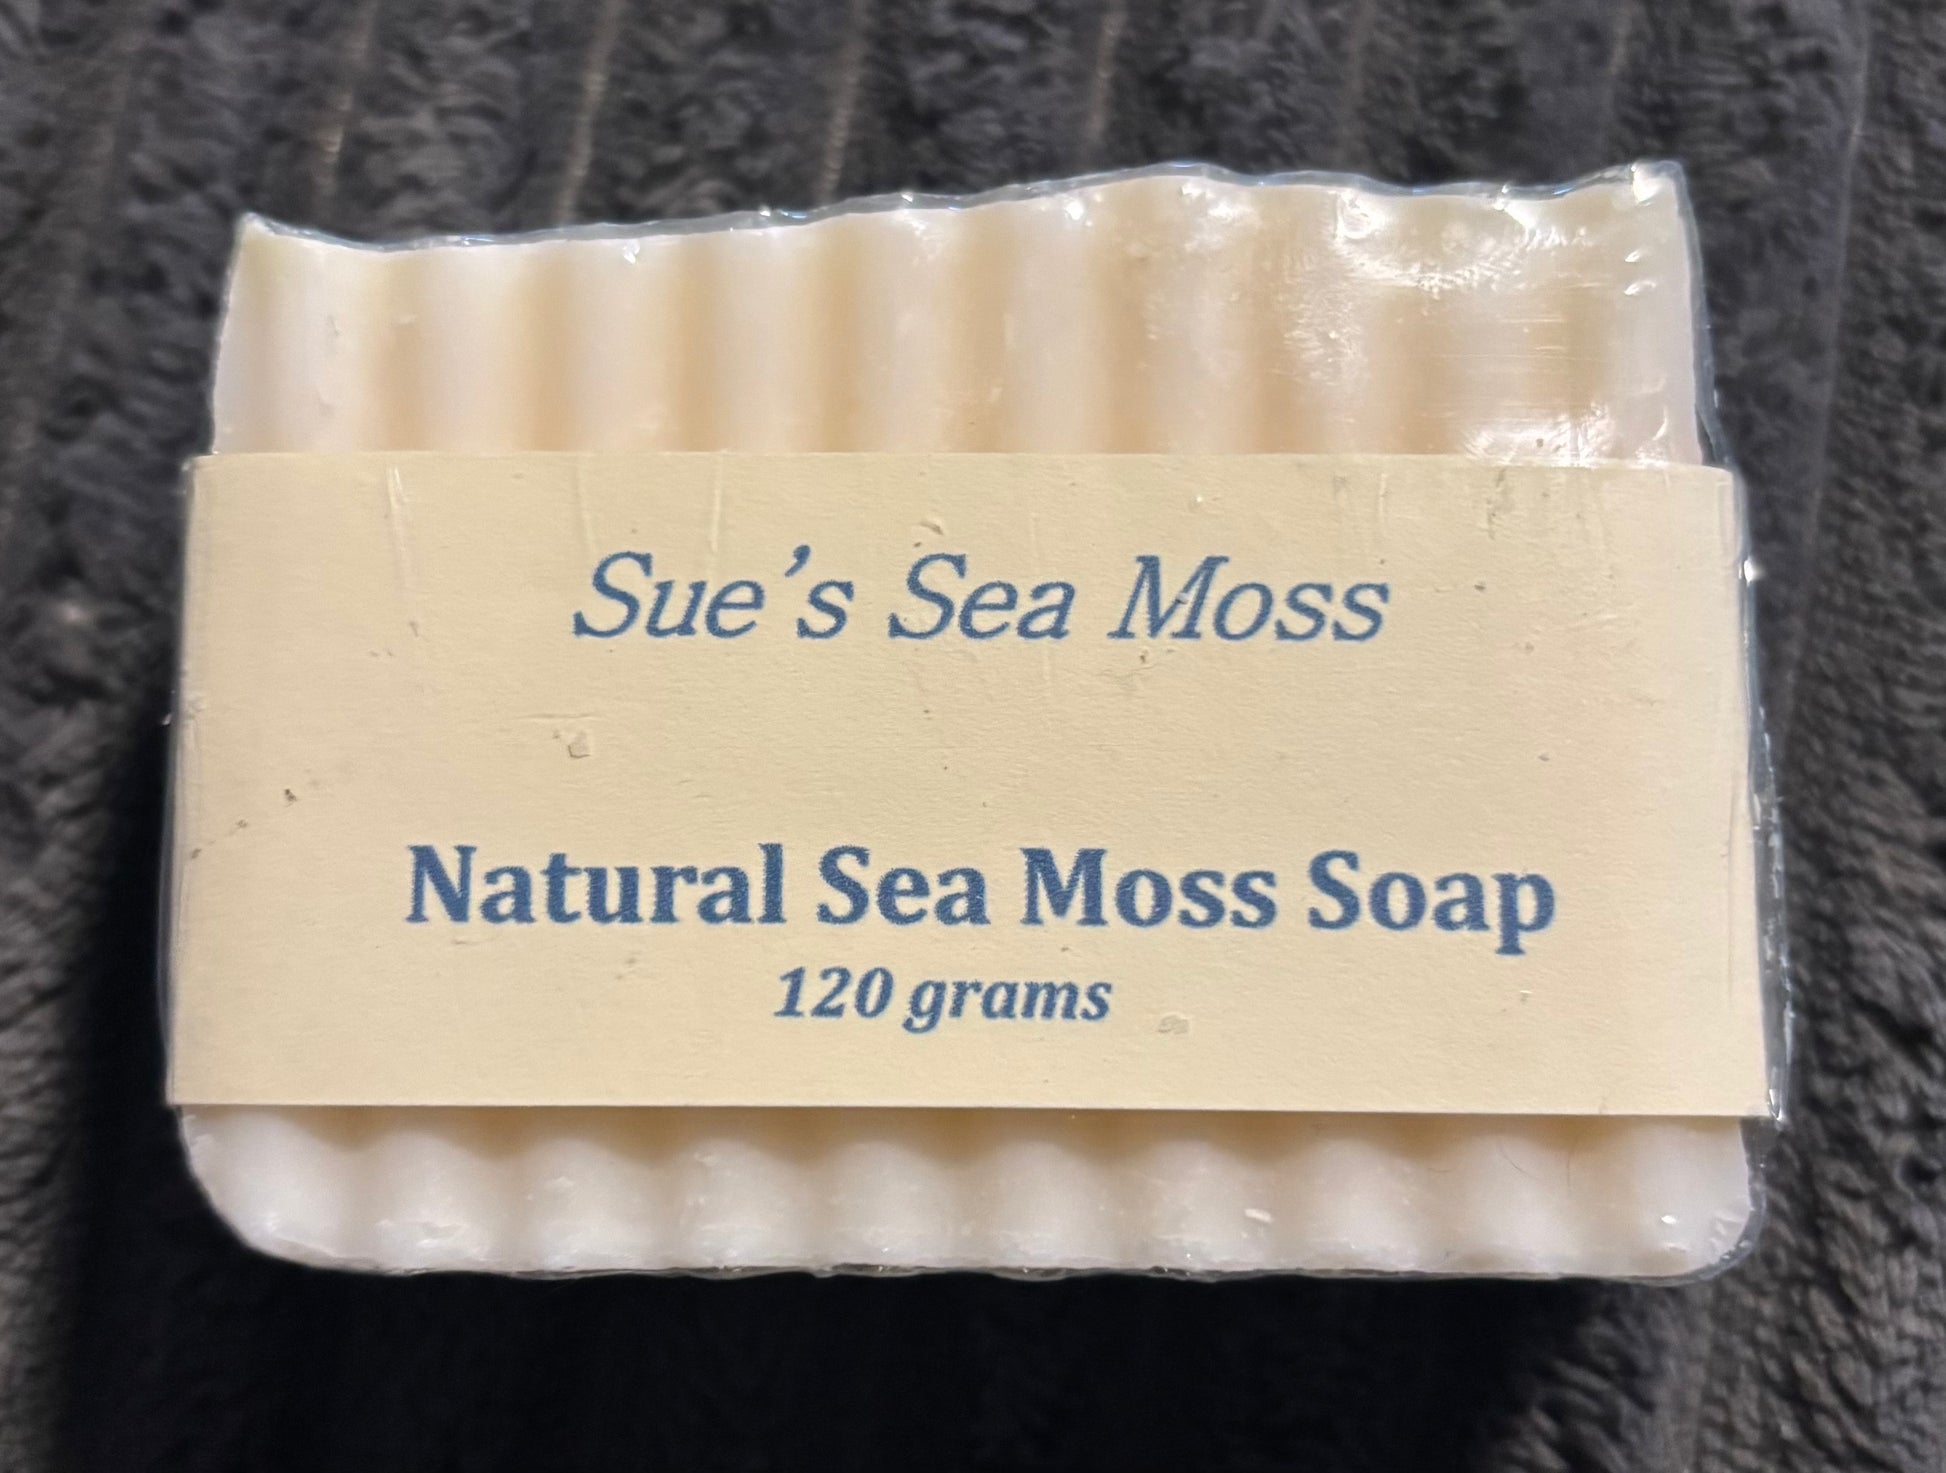 Sue's Sea Moss
Natural Sea Moss Soap
120 grams